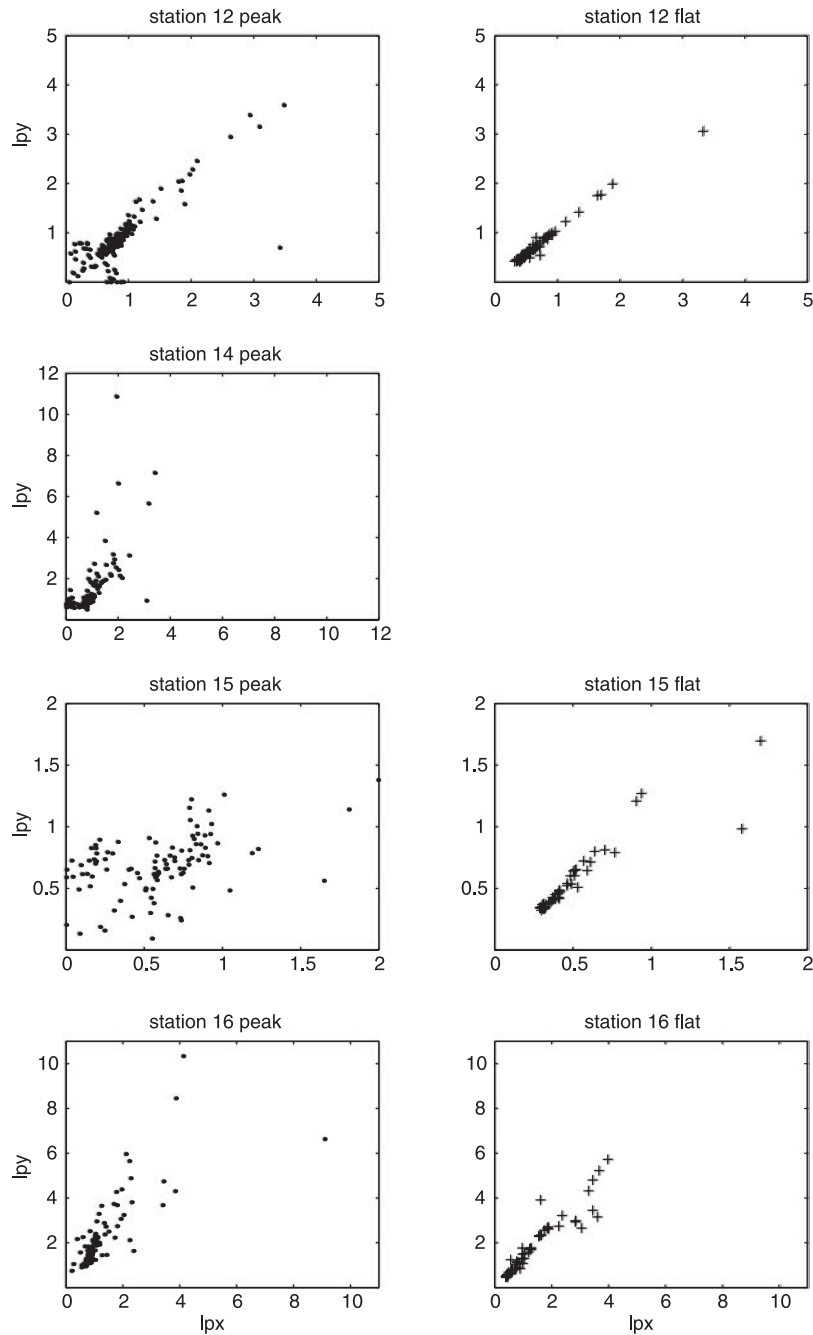 station 12 peak
station 12 flat
5
4
3
2
1
lpy
0 1 2 3 4 5
5
4
3
2
1
0 1 2 3 4 5
station 14 peak
12
10
8
6
4
2
lpy
0 2 4 6 8 10 12
station 15 peak
station 15 flat
2
1.5
1
0.5
lpy
0 0.5 1 1.5 2
2
1.5
1
0.5
0 0.5 1 1.5 2
station 16 peak
station 16 flat
10
8
6
4
2
lpy
0 2 4 6 8 10
lpx
10
8
6
4
2
0 2 4 6 8 10
lpx